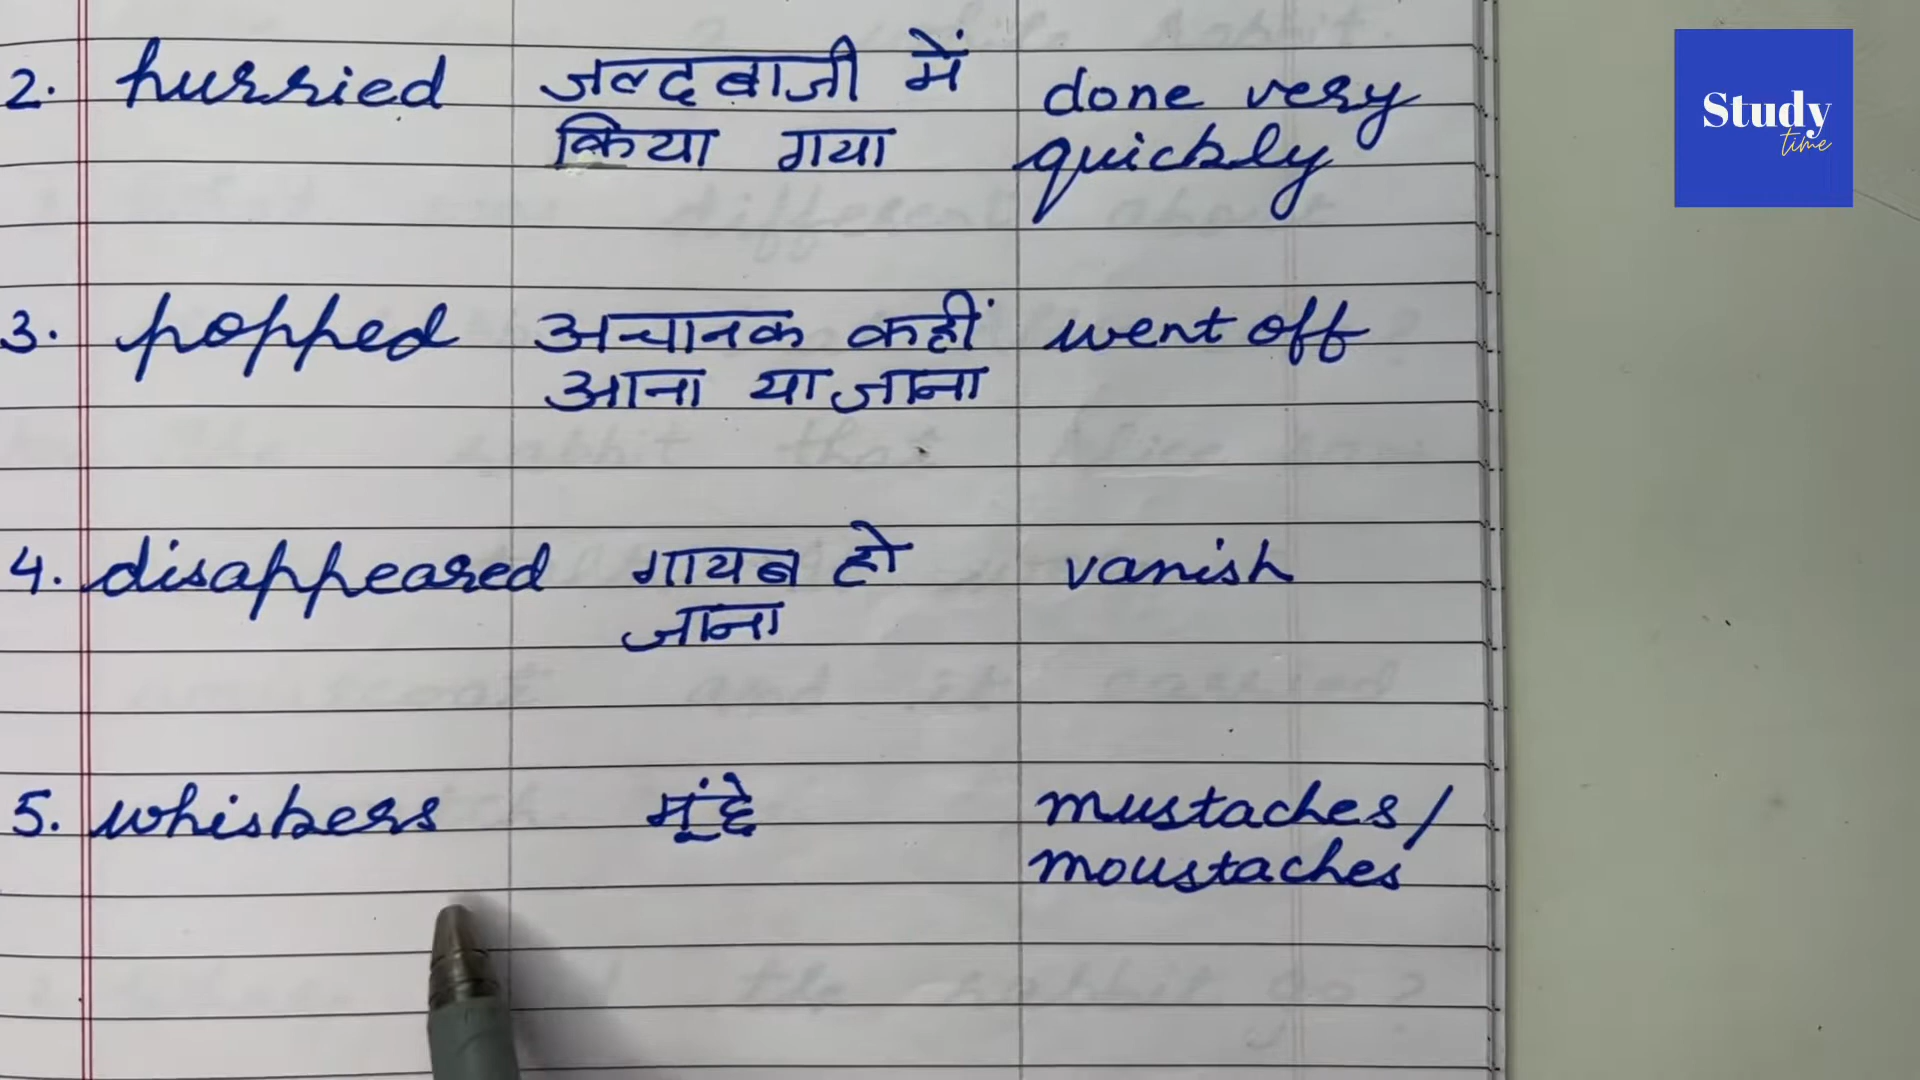 2. hurried जल्दबाजी में done very
किया गया quickly
3. popped अचानक कहीं went off
आना या जाना
4. disappeared गायब हो vanish
जाना
5. whiskers मूंछे mustaches/
moustaches
Study
time